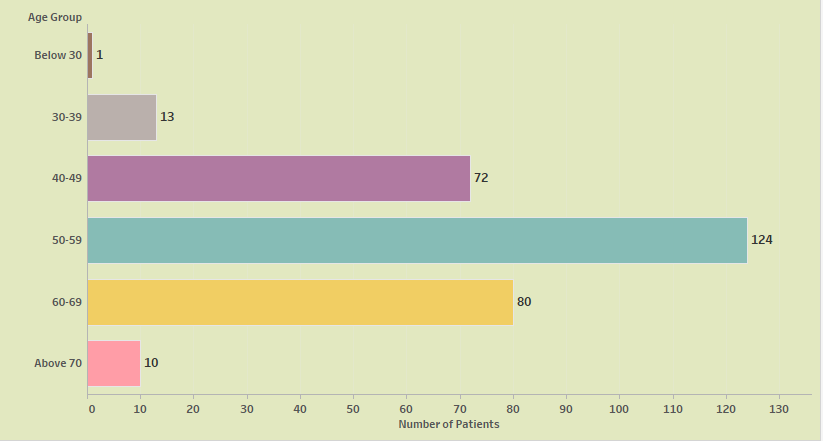 Age Group
Below 30 1
30-39 13
40-49 72
50-59 124
60-69 80
Above 70 10
0 10 20 30 40 50 60 70 80 90 100 110 120 130
Number of Patients